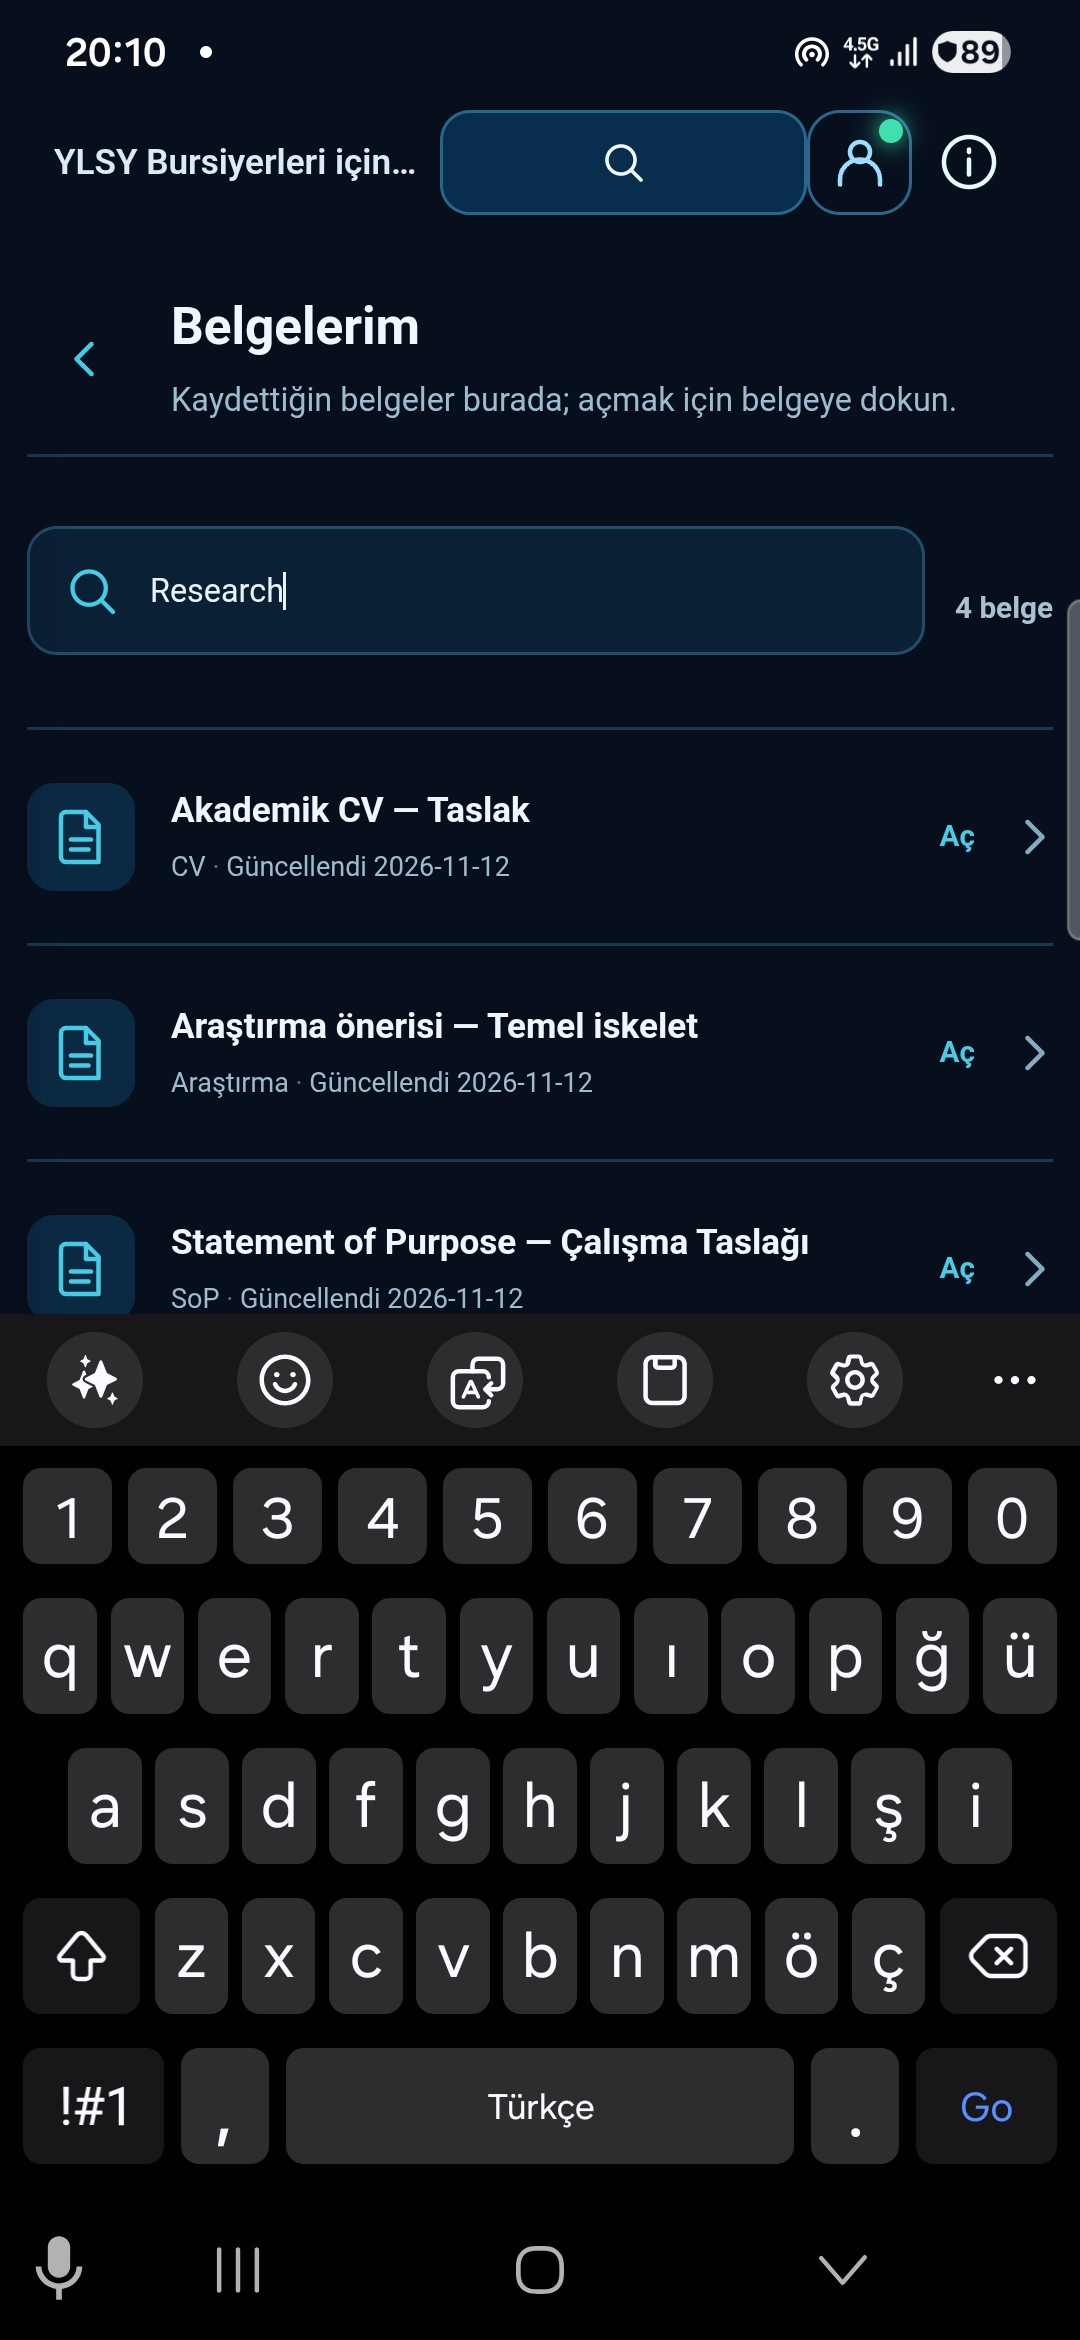 20:10
4.5G
89
YLSY Bursiyerleri için...
Belgelerim
Kaydettiğin belgeler burada; açmak için belgeye dokun.
Research
4 belge
Akademik CV — Taslak
CV · Güncellendi 2026-11-12
Aç
Araştırma önerisi — Temel iskelet
Araştırma · Güncellendi 2026-11-12
Aç
Statement of Purpose — Çalışma Taslağı
SoP · Güncellendi 2026-11-12
Aç
1 2 3 4 5 6 7 8 9 0
q w e r t y u ı o p ğ ü
a s d f g h j k l ş i
z x c v b n m ö ç
!#1 , Türkçe . Go